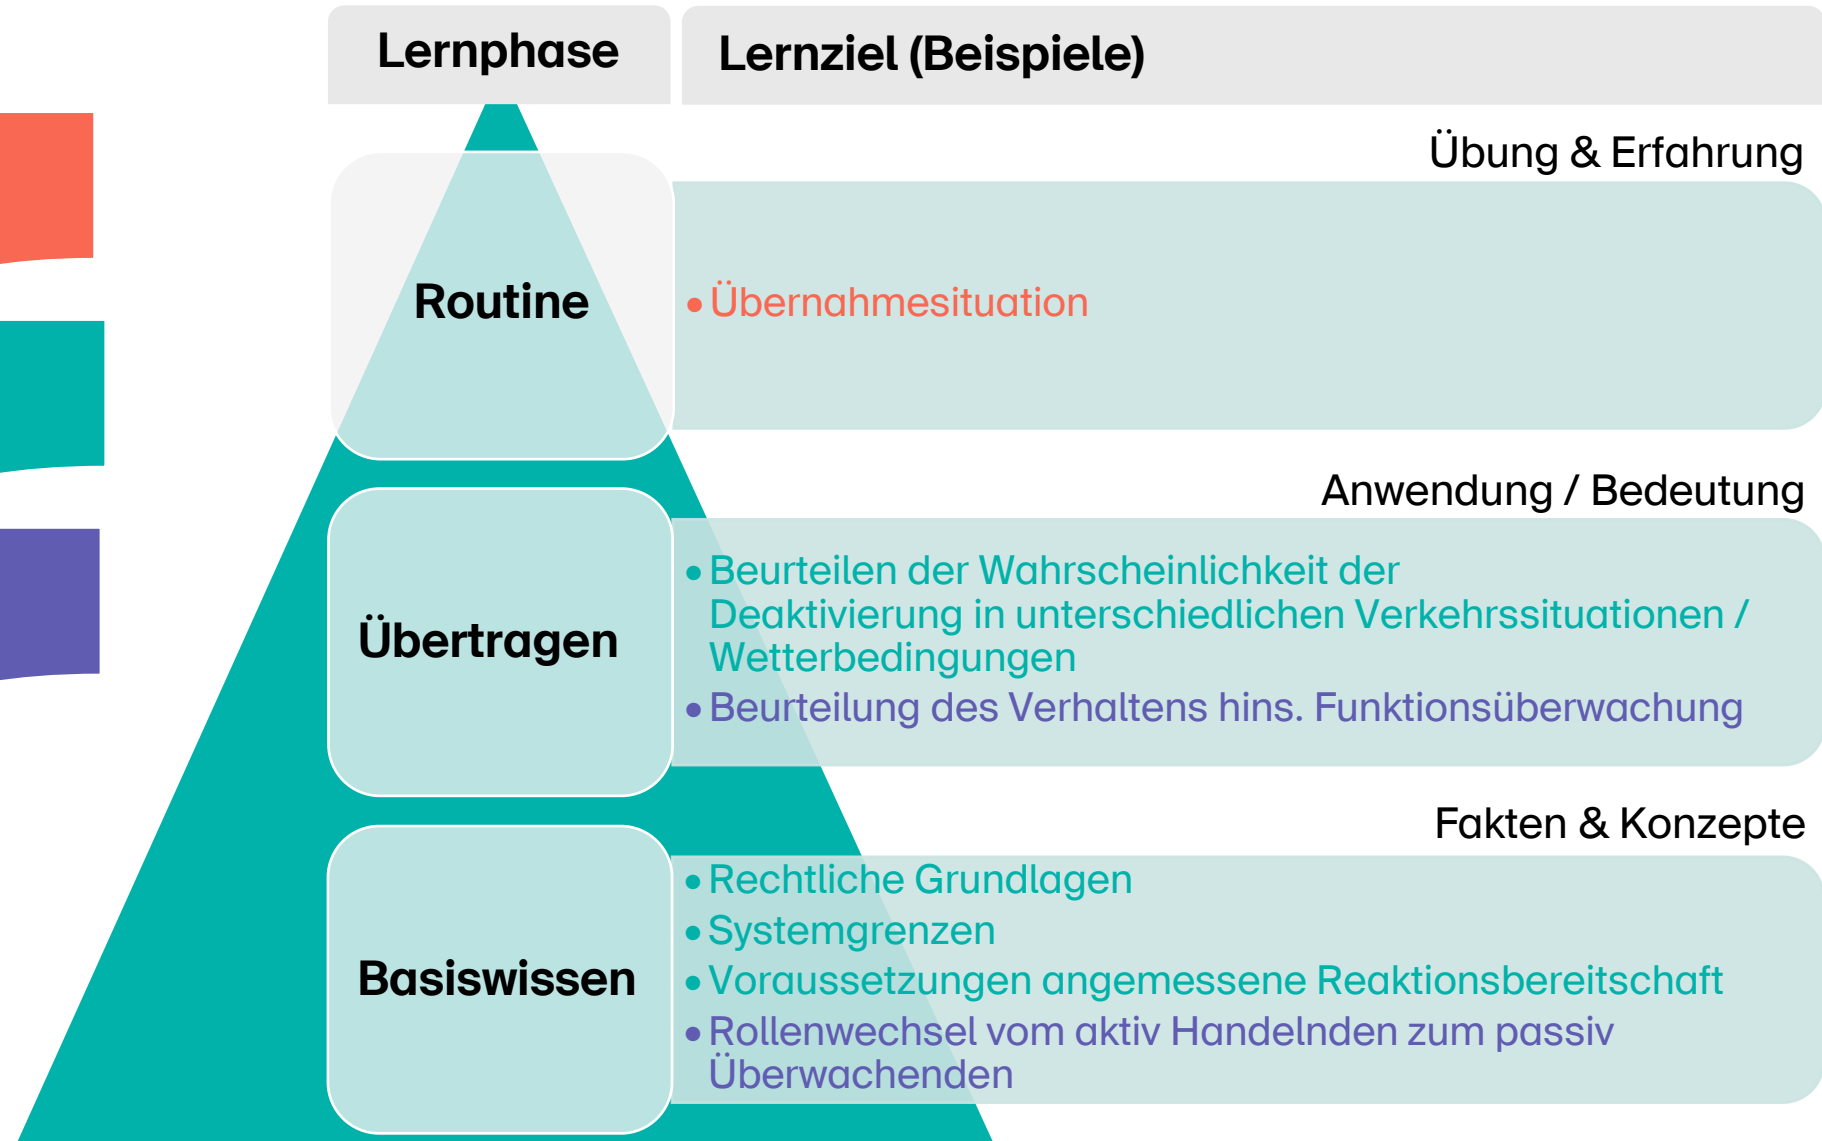 Lernphase
Lernziel (Beispiele)
Übung & Erfahrung
Routine
• Übernahmesituation
Anwendung / Bedeutung
Übertragen
• Beurteilen der Wahrscheinlichkeit der
Deaktivierung in unterschiedlichen Verkehrssituationen /
Wetterbedingungen
• Beurteilung des Verhaltens hins. Funktionsüberwachung
Fakten & Konzepte
Basiswissen
• Rechtliche Grundlagen
• Systemgrenzen
• Voraussetzungen angemessene Reaktionsbereitschaft
• Rollenwechsel vom aktiv Handelnden zum passiv
Überwachenden